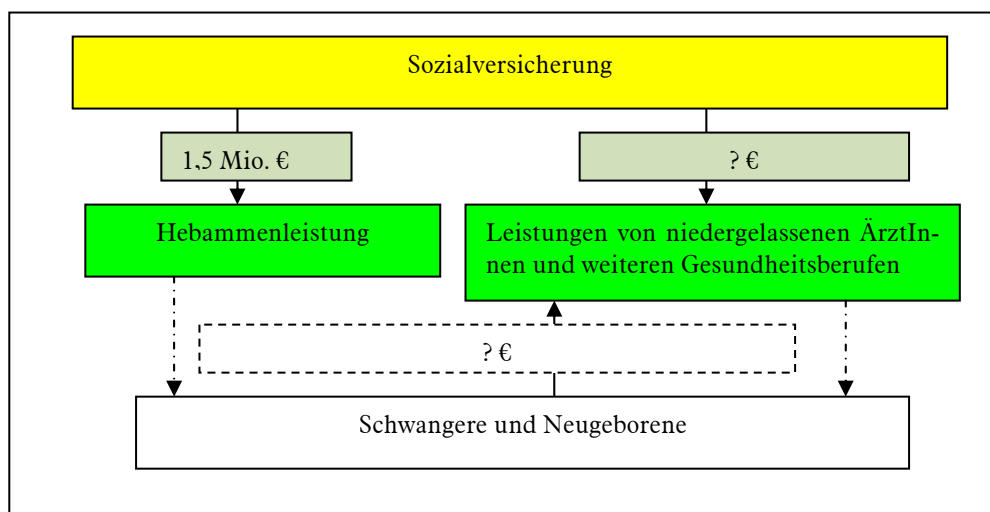 Sozialversicherung
1,5 Mio. €
? €
Hebammenleistung
Leistungen von niedergelassenen ÄrztIn-
nen und weiteren Gesundheitsberufen
? €
Schwangere und Neugeborene